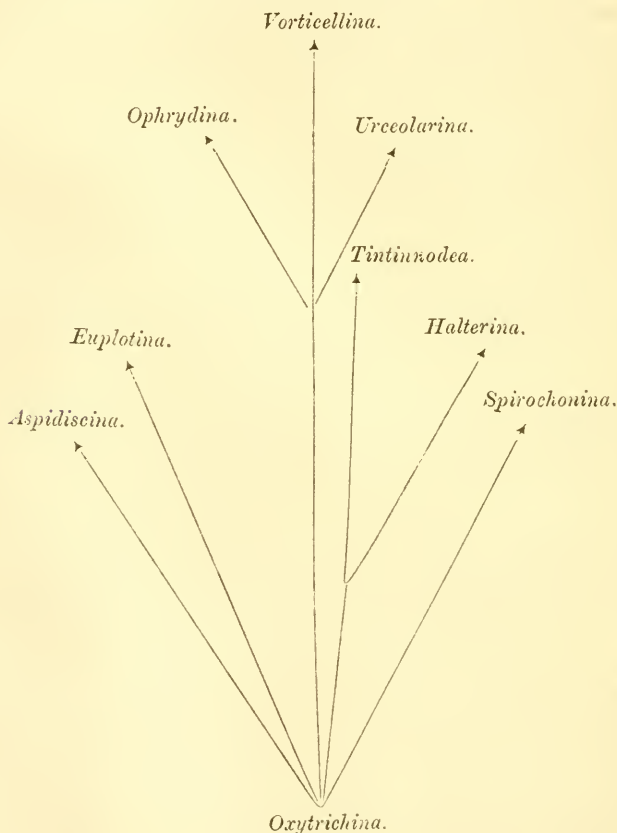 Vorticellina.
Ophrydina.
Urceolarina.
Tintinnodea.
Halterina.
Euplotina.
Spirochonina.
Aspidiscina.
Oxytrichina.